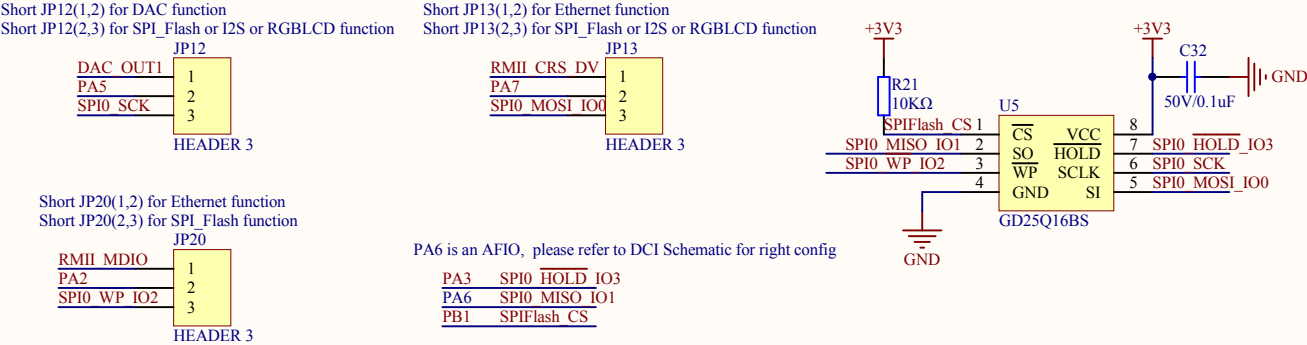 Short JP12(1,2) for DAC function
Short JP12(2,3) for SPI_Flash or I2S or RGBLCD function
JP12
DAC_OUT1 1
PA5 2
SPI0_SCK 3
HEADER 3
Short JP13(1,2) for Ethernet function
Short JP13(2,3) for SPI_Flash or I2S or RGBLCD function
JP13
RMII_CRS_DV 1
PA7 2
SPI0_MOSI_IO0 3
HEADER 3
Short JP20(1,2) for Ethernet function
Short JP20(2,3) for SPI_Flash function
JP20
RMII_MDIO 1
PA2 2
SPI0_WP_IO2 3
HEADER 3
PA6 is an AFIO, please refer to DCI Schematic for right config
PA3 SPI0_HOLD_IO3
PA6 SPI0_MISO_IO1
PB1 SPIFlash_CS
+3V3
R21
10KΩ
+3V3
C32
50V/0.1uF
GND
U5
SPIFlash_CS 1 CS VCC 8
SPI0_MISO_IO1 2 SO HOLD 7 SPI0_HOLD_IO3
SPI0_WP_IO2 3 WP SCLK 6 SPI0_SCK
4 GND SI 5 SPI0_MOSI_IO0
GD25Q16BS
GND